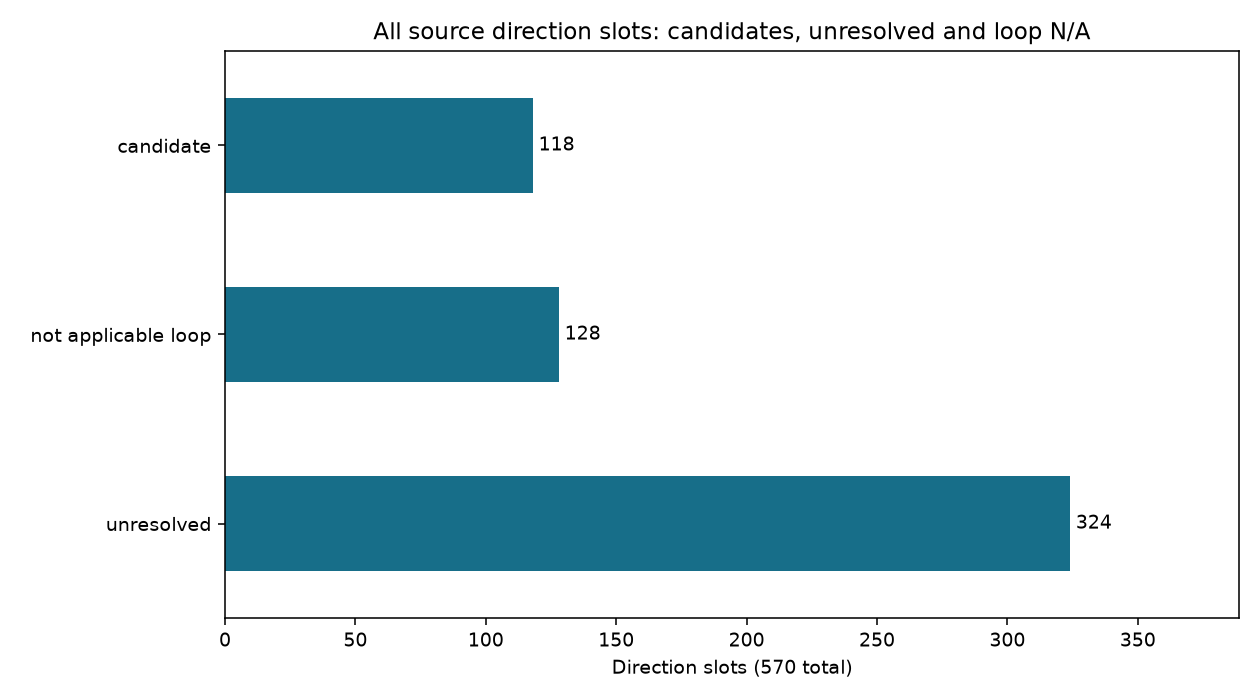 All source direction slots: candidates, unresolved and loop N/A
candidate
118
not applicable loop
128
unresolved
324
0 50 100 150 200 250 300 350
Direction slots (570 total)